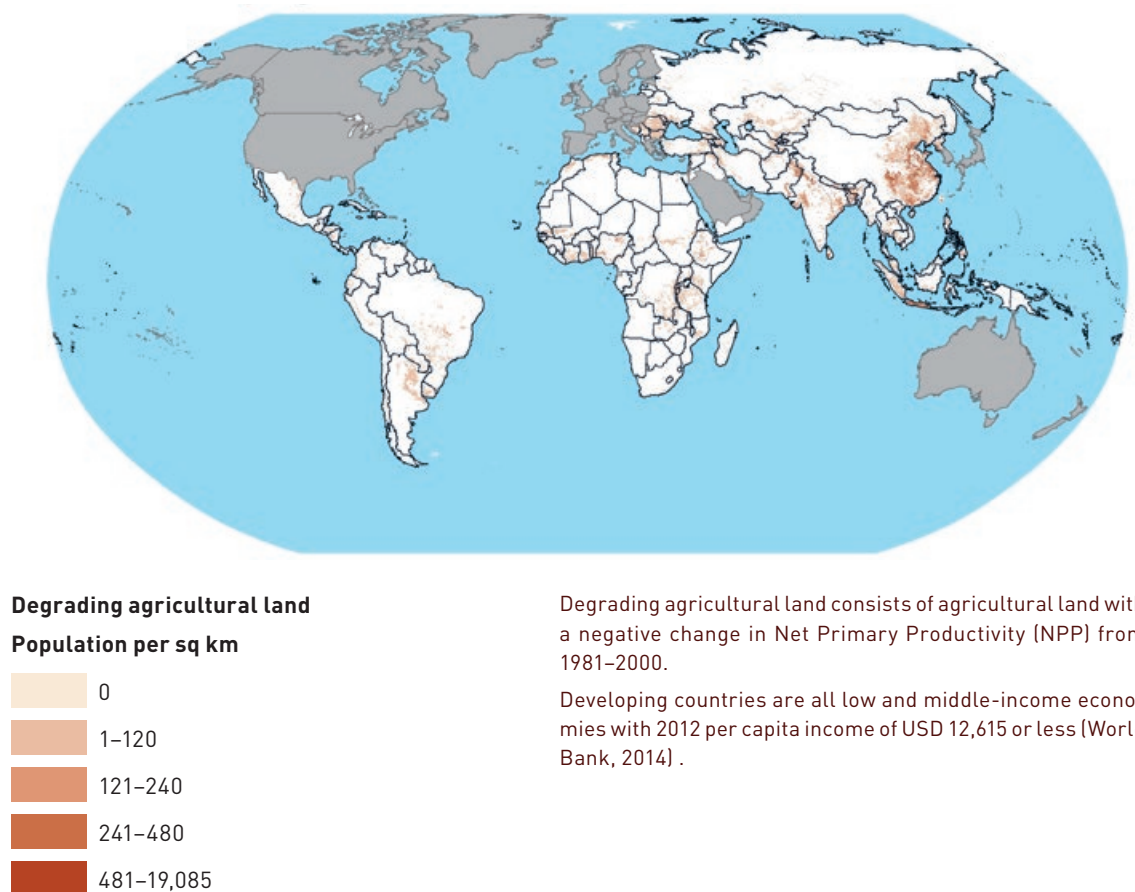 Degrading agricultural land
Population per sq km
0
1–120
121–240
241–480
481–19,085
Degrading agricultural land consists of agricultural land wit
a negative change in Net Primary Productivity (NPP) fror
1981–2000.
Developing countries are all low and middle-income econo
mies with 2012 per capita income of USD 12,615 or less (Worl
Bank, 2014) .